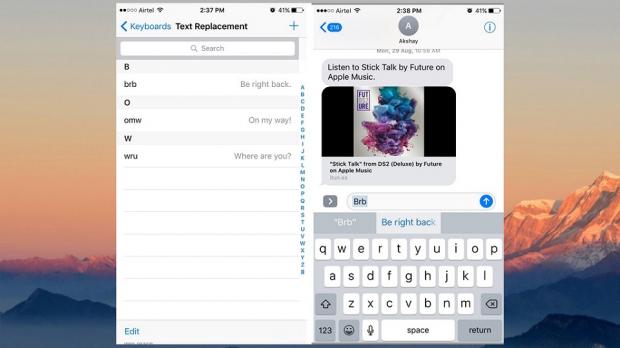 Airtel 2:37 PM 41%
Keyboards Text Replacement +
Search
B
brb Be right back.
O
omw On my way!
W
wru Where are you?
A
B
C
D
E
F
G
H
I
J
K
L
M
N
O
P
Q
R
S
T
U
V
W
X
Y
Z
Edit
Airtel 2:38 PM 41%
216
A
Akshay
Mon, 29 Aug, 10:58 AM
Listen to Stick Talk by Future on
Apple Music.
FUT
URE
"Stick Talk" from DS2 (Deluxe) by Future
on Apple Music
Brb
"Brb" Be right back
q w e r t y u i o p
a s d f g h j k l
z x c v b n m
123 space return